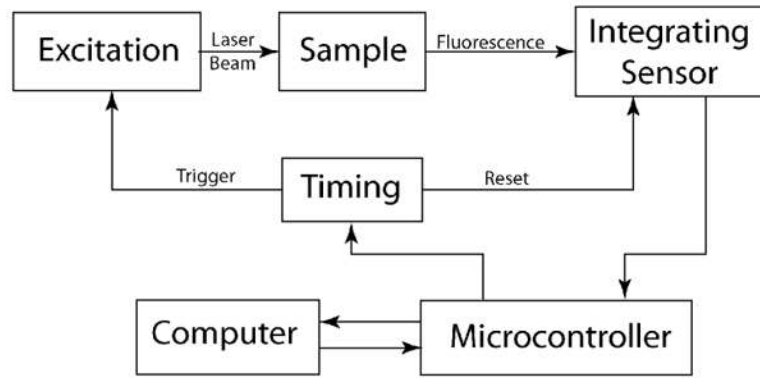 Excitation
Laser
Beam
Sample
Fluorescence
Integrating
Sensor
Trigger
Timing
Reset
Computer
Microcontroller